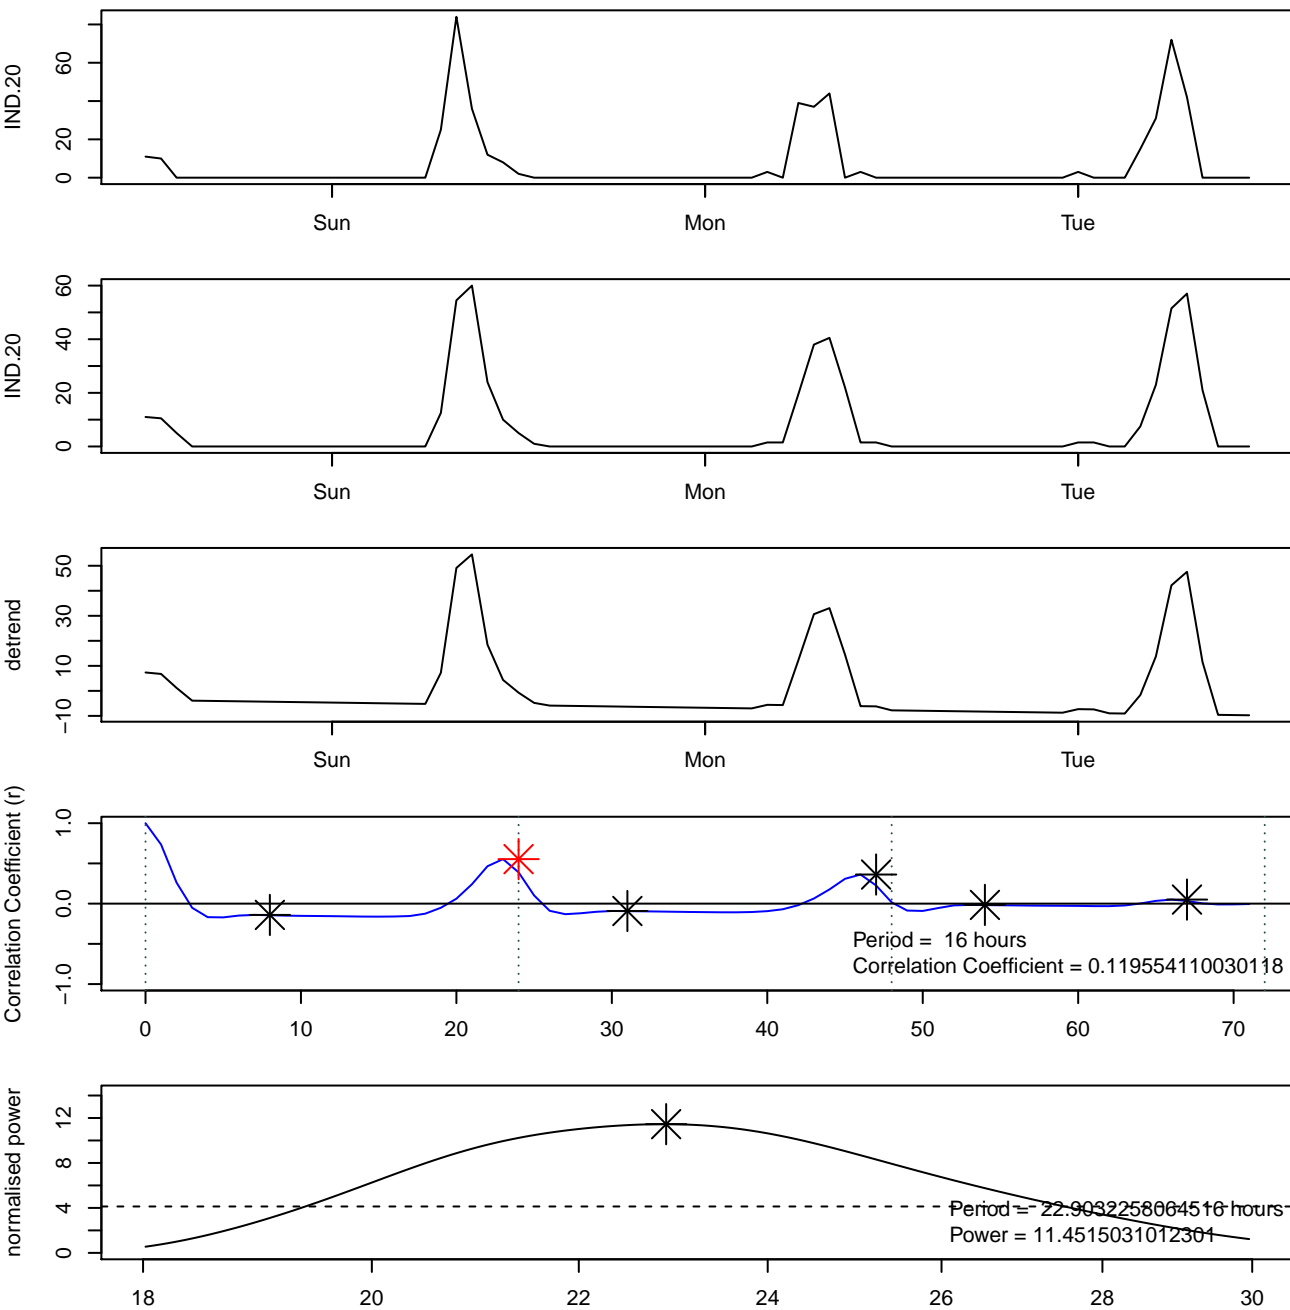 IND.20
60
20
0
Sun Mon Tue
IND.20
60
40
20
0
Sun Mon Tue
detrend
50
30
10
−10
Sun Mon Tue
Correlation Coefficient (r)
1.0
0.0
−1.0
Period =  16 hours
Correlation Coefficient = 0.119554110030118
0 10 20 30 40 50 60 70
normalised power
12
8
4
0
Period =  22.9032258064516 hours
Power = 11.4515031012301
18 20 22 24 26 28 30